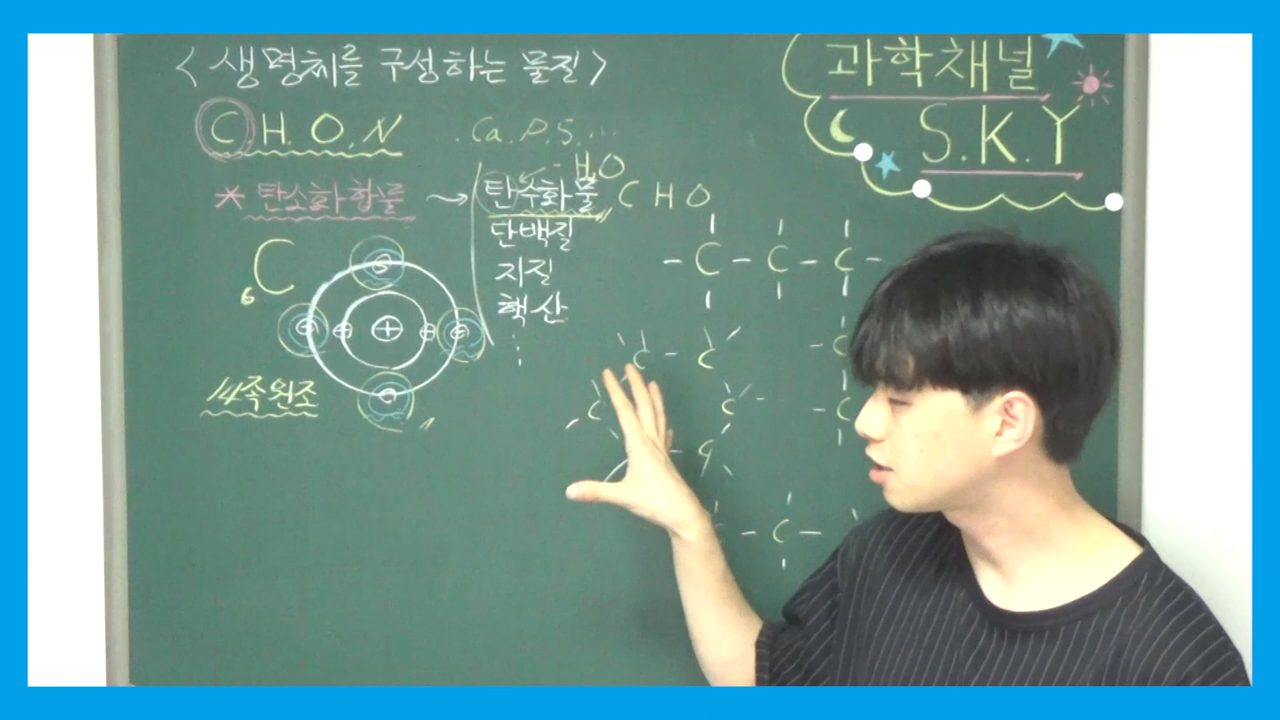 < 생명체를 구성하는 물질 >
C, H, O, N . Ca, P, S, ...
* 탄소화합물 → 탄수화물 C H O
H₂O
단백질
지질
핵산
⋮
₆C
14족 원소
- C - C - C -
C - C
C
C
C
C
C
- C -
과학채널
S.K.Y